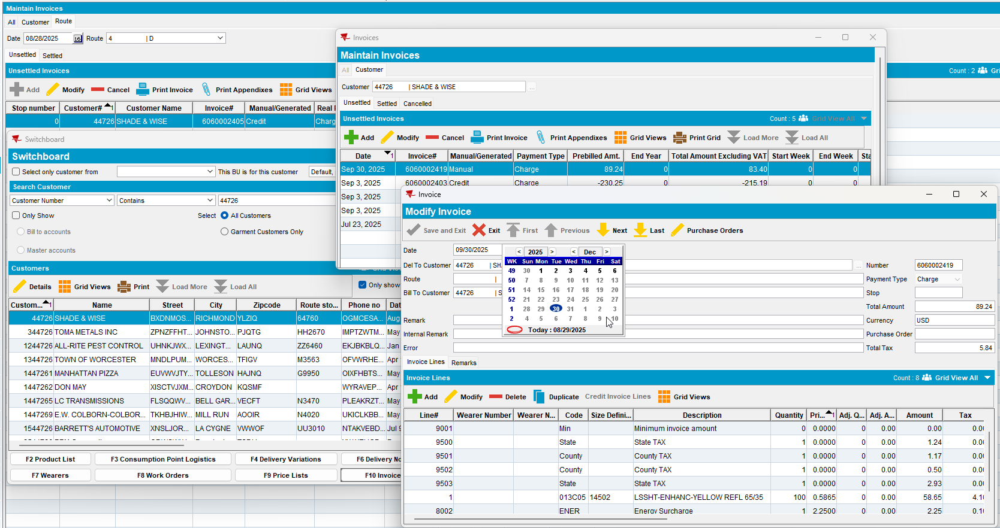 Maintain Invoices
All Customer Route
Date 08/28/2025 16 Route 4 | D
Unsettled Settled
Unsettled Invoices Count : 2
Add Modify Cancel Print Invoice Print Appendixes Grid Views
Stop number Customer# 1 Customer Name Invoice# Manual/Generated
0 44726 SHADE & WISE 6060002405 Credit
Switchboard
Switchboard
Select only customer from This BU is for this customer Default,
Search Customer
Customer Number Contains 44726
Only Show Select All Customers
Bill to accounts Garment Customers Only
Master accounts
Customers
Details Grid Views Print Load More Load All Only show
Custom... 1 Name Street City Zipcode Route sto... Phone no
44726 SHADE & WISE BXDNMOS... RICHMOND YLZIQ 64760 OGMCESA... Aug
344726 TOMA METALS INC ZPNZFFHT... JOHNSTO... PJQTG HH2670 IMPTZWTM... May
1244726 ALL-RITE PEST CONTROL UHNKJWX... LEXINGT... LAUNQ ZZ6460 EKJBKBLQ... Jan
1344726 TOWN OF WORCESTER MNDLPUM... WORCES... TFIGV M3563 OFVWRHE... Apr
1447261 MANHATTAN PIZZA EUVWVJTY... TOLLESON HAJNQ G9950 OIXFHBTS... May
1447262 DON MAY XISCTVJXM... CROYDON KQSMF WYRAVEP... Apr
1447265 LC TRANSMISSIONS FLSQQWV... BELL GAR... VECFT N3470 PLEAKRZT... May
1447269 E.W. COLBORN-COLBOR... TKHBJHIW... MILL RUN AOOIR N4020 UKICLKBB... May
1544726 BARRETT'S AUTOMOTIVE XNSLJOR... LA CYGNE VWWOF UU3010 NTAKVEBD... Jul 9
F2 Product List F3 Consumption Point Logistics F4 Delivery Variations F6 Delivery
F7 Wearers F8 Work Orders F9 Price Lists F10 Invoice
Invoices
Maintain Invoices
All Customer
Customer 44726 | SHADE & WISE ...
Unsettled Settled Cancelled
Unsettled Invoices Count : 5 Grid View All
Add Modify Cancel Print Invoice Print Appendixes Grid Views Print Grid Load More Load All
Date 1 Invoice# Manual/Generated Payment Type Prebilled Amt. End Year Total Amount Excluding VAT Start Week End Week
Sep 30, 2025 6060002419 Manual Charge 89.24 0 83.40 0 0
Sep 3, 2025 6060002403 Credit Charge -230.25 0 -215.19 0 0
Sep 3, 2025
Sep 3, 2025
Jul 23, 2025
Invoice
Modify Invoice
Save and Exit Exit First Previous Next Last Purchase Orders
Date 09/30/2025
Del To Customer 44726 | ... Number 6060002419
Route | Payment Type Charge
Bill To Customer 44726 | Stop
Total Amount 89.24
Remark Currency USD
Internal Remark Purchase Order
Error Total Tax 5.84
< 2025 > < Dec >
WK Sun Mon Tue Wed Thu Fri Sat
49 30 1 2 3 4 5 6
50 7 8 9 10 11 12 13
51 14 15 16 17 18 19 20
52 21 22 23 24 25 26 27
1 28 29 30 31 1 2 3
2 4 5 6 7 8 9 10
Today : 08/29/2025
Invoice Lines Remarks
Invoice Lines Count : 8 Grid View All
Add Modify Delete Duplicate Credit Invoice Lines Grid Views
Line# Wearer Number Wearer N... Code Size Defini... Description Quantity Pri... 1 Adj. Q... Adj. A... Amount Tax
9001 Min Minimum invoice amount 0 0.0000 0 0.00 0.00
9500 State State TAX 1 0.0000 0 0.00 1.24
9501 County County TAX 1 0.0000 0 0.00 1.17
9502 County County TAX 1 0.0000 0 0.00 0.50
9503 State State TAX 1 0.0000 0 0.00 2.93
1 013C05 14502 LSSHT-ENHANC-YELLOW REFL 65/35 100 0.5865 0 0.00 58.65
8002 ENER Energy Surcharge 1 2.2500 0 0.00 2.25